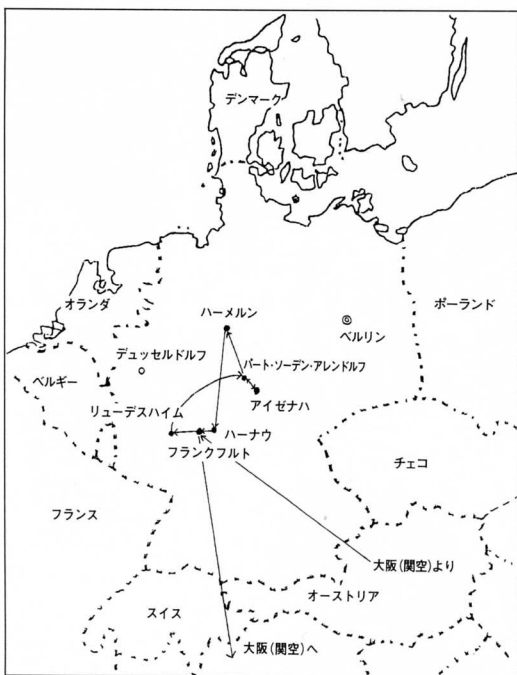 デンマーク
オランダ
ハーメルン
ポーランド
ベルリン
デュッセルドルフ
バート・ゾーデン・アレンドルフ
ベルギー
アイゼナハ
リューデスハイム
ハーナウ
フランクフルト
チェコ
フランス
大阪(関空)より
オーストリア
スイス
大阪(関空)へ